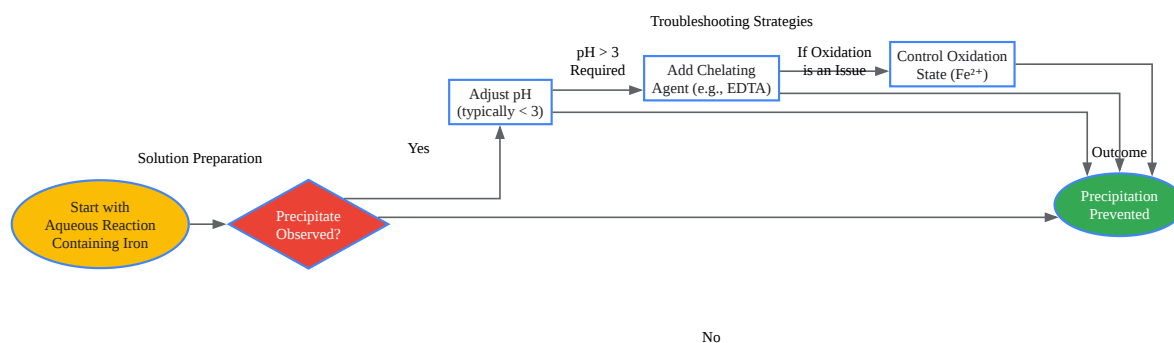 Troubleshooting Strategies
pH > 3
Required
If Oxidation
is an Issue
Control Oxidation
State (Fe²⁺)
Add Chelating
Agent (e.g., EDTA)
Adjust pH
(typically < 3)
Yes
Solution Preparation
Outcome
Start with
Aqueous Reaction
Containing Iron
Precipitate
Observed?
Precipitation
Prevented
No